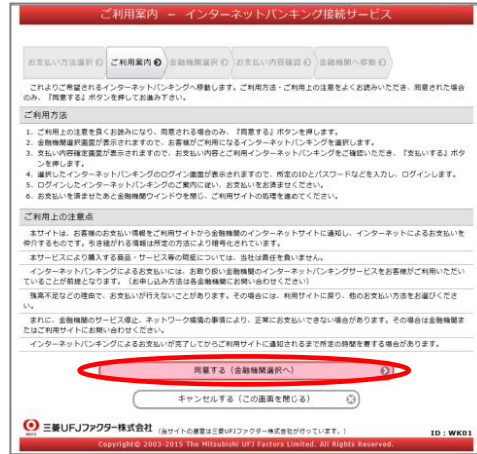 ご利用案内 － インターネットバンキング接続サービス
お支払い方法選択 ご利用案内 金融機関選択 お支払い内容確認 金融機関へ移動
これよりご希望されるインターネットバンキングへ移動します。ご利用方法・ご利用上の注意をよくお読みいただき、同意された場合
のみ、『同意する』ボタンを押してお進み下さい。
ご利用方法
1. ご利用上の注意を良くお読みになり、同意される場合のみ、『同意する』ボタンを押します。
2. 金融機関選択画面が表示されますので、お客様がご利用になるインターネットバンキングを選択します。
3. 支払い内容確定画面が表示されますので、お支払い内容とご利用インターネットバンキングをご確認いただき、『支払いする』ボタ
ンを押します。
4. 選択したインターネットバンキングのログイン画面が表示されますので、所定のIDとパスワードなどを入力し、ログインします。
5. ログインしたインターネットバンキングのご案内に従い、お支払いをお済ませください。
6. お支払いを済ませたあと金融機関ウインドウを閉じ、ご利用サイトの処理を進めてください。
ご利用上の注意点
本サイトは、お客様のお支払い情報をご利用サイトから金融機関のインターネットサイトに通知し、インターネットによるお支払いを
仲介するものです。引き継がれる情報は所定の方法により暗号化されています。
本サービスにより購入する商品・サービス等の瑕疵については、当社は責任を負いません。
インターネットバンキングによるお支払いには、お取り扱い金融機関のインターネットバンキングサービスをお客様がご利用いただい
ていることが前提となります。（お申し込み方法は各金融機関にお問い合わせください）
残高不足などの理由で、お支払いが行えないことがあります。その場合には、利用サイトに戻り、他のお支払い方法をお選びくださ
い。
まれに、金融機関のサービス停止、ネットワーク環境の事情により、正常にお支払いできない場合があります。その場合は金融機関ま
たはご利用サイトにお問い合わせください。
インターネットバンキングによるお支払いが完了してからご利用サイトに通知されるまで所定の時間を要する場合があります。
同意する（金融機関選択へ）
キャンセルする（この画面を閉じる）
三菱UFJファクター株式会社 （当サイトの運営は三菱UFJファクター株式会社が行っています。） ID：WK01
Copyright© 2003-2015 The Mitsubishi UFJ Factors Limited. All Rights Reserved.